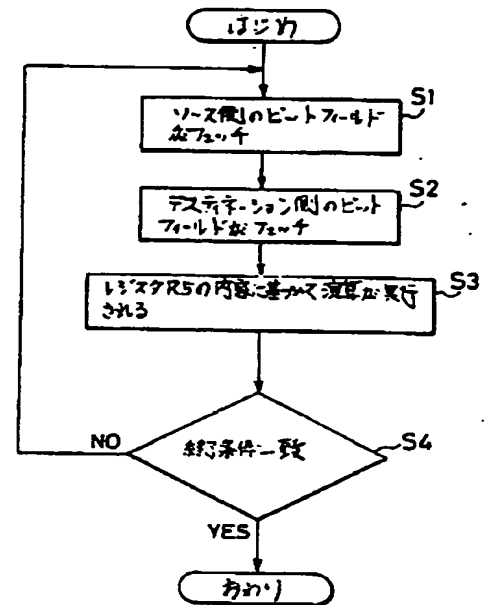 はじめ
S1
ソース側のビットフィールド
がフェッチ
S2
デスティネーション側のビット
フィールドがフェッチ
S3
レジスタR5の内容に基づいて演算が実行
される
NO
終了条件一致
S4
YES
おわり